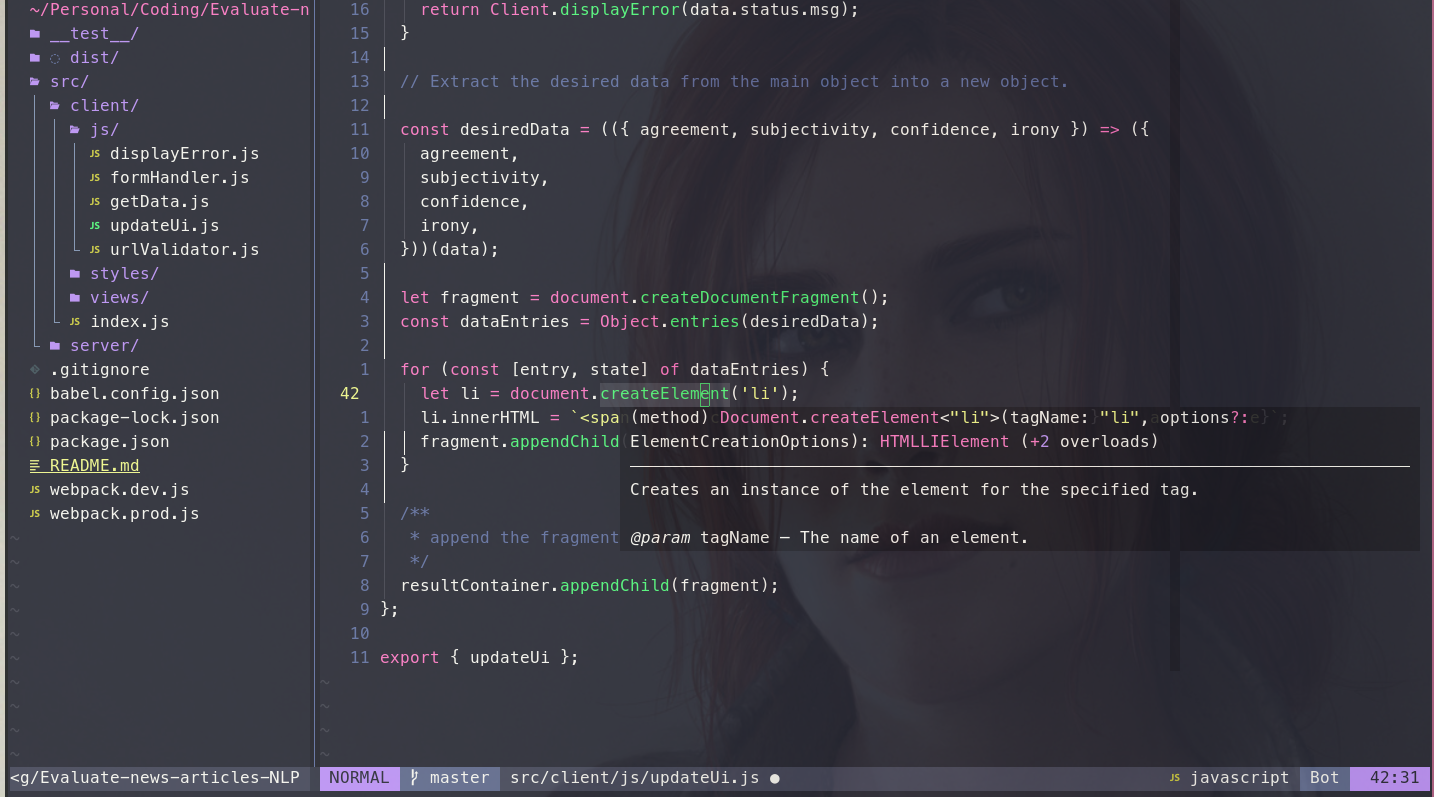 ~/Personal/Coding/Evaluate-n
__test__/
dist/
src/
client/
js/
JS displayError.js
JS formHandler.js
JS getData.js
JS updateUi.js
JS urlValidator.js
styles/
views/
JS index.js
server/
.gitignore
{} babel.config.json
{} package-lock.json
{} package.json
README.md
JS webpack.dev.js
JS webpack.prod.js
~
~
~
~
~
~
~
~
~
~
<g/Evaluate-news-articles-NLP
16 return Client.displayError(data.status.msg);
15 }
14
13 // Extract the desired data from the main object into a new object.
12
11 const desiredData = (({ agreement, subjectivity, confidence, irony }) => ({
10 agreement,
9 subjectivity,
8 confidence,
7 irony,
6 }))(data);
5
4 let fragment = document.createDocumentFragment();
3 const dataEntries = Object.entries(desiredData);
2
1 for (const [entry, state] of dataEntries) {
42 let li = document.createElement('li');
1 li.innerHTML = `<span
2 fragment.appendChild(
3 }
4
5 /**
6 * append the fragment
7 */
8 resultContainer.appendChild(fragment);
9 };
10
11 export { updateUi };
~
~
~
~
(method) Document.createElement<"li">(tagName: "li", options?:
ElementCreationOptions): HTMLLIElement (+2 overloads)
Creates an instance of the element for the specified tag.
@param tagName — The name of an element.
NORMAL master src/client/js/updateUi.js ● JS javascript Bot 42:31